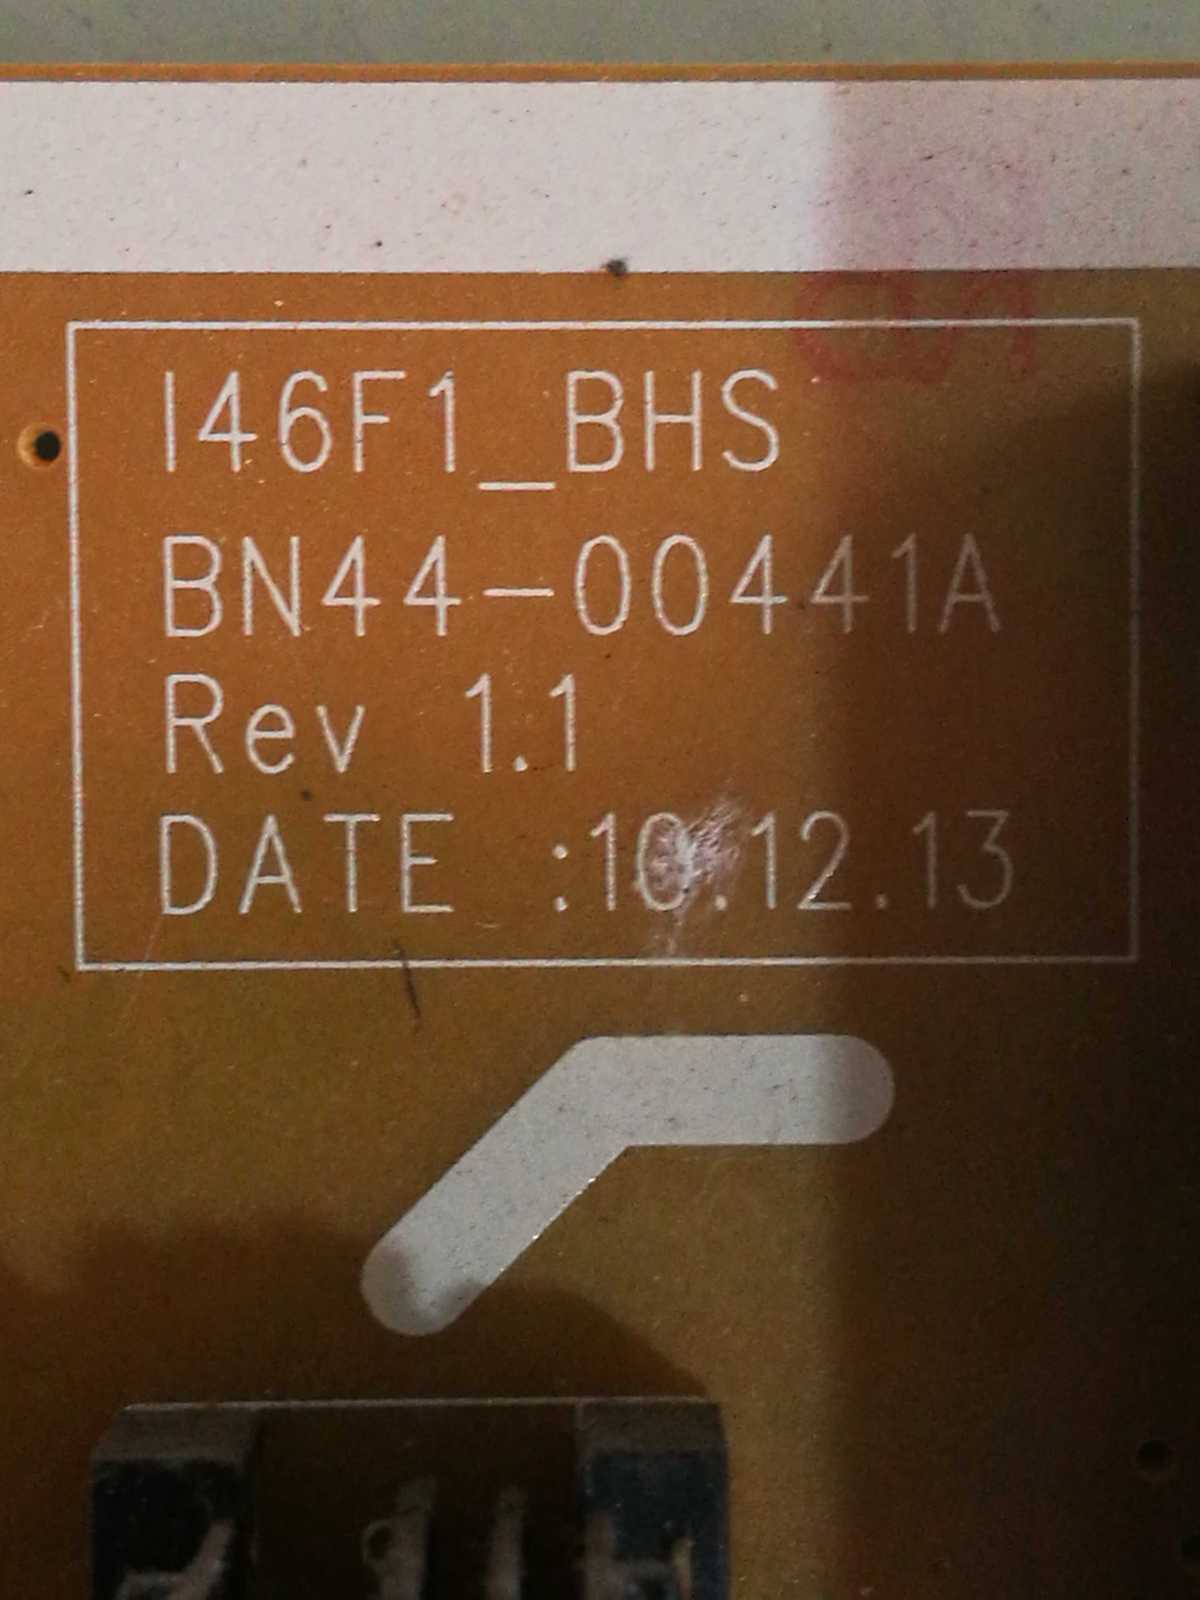 I46F1_BHS
BN44-00441A
Rev 1.1
DATE :10.12.13